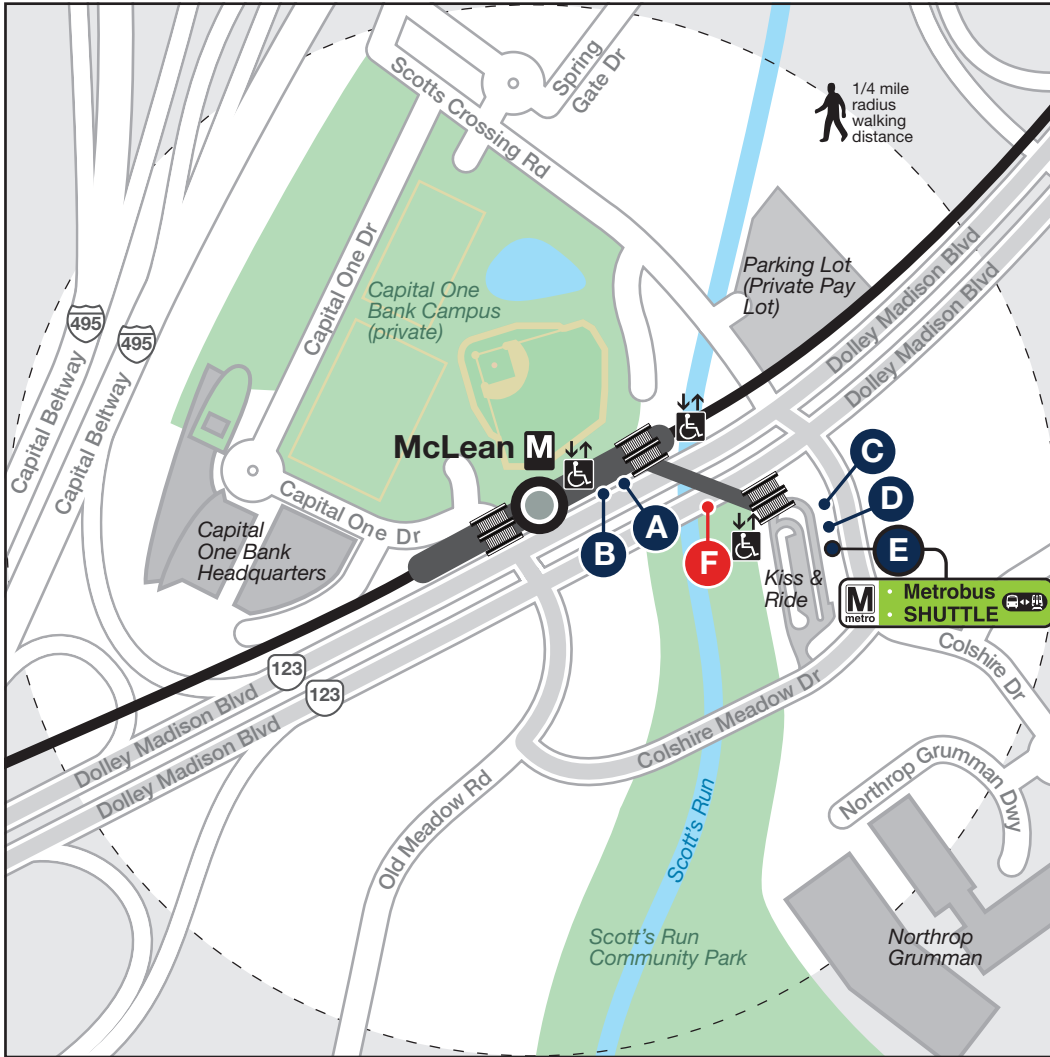 Spring
Gate Dr
Scotts Crossing Rd
1/4 mile
radius
walking
distance
Capital One Dr
Parking Lot
(Private Pay
Lot)
Capital One
Bank Campus
(private)
Dolley Madison Blvd
Dolley Madison Blvd
495
495
Capital Beltway
Capital Beltway
McLean M
C
D
A
B
E
F
Capital One Dr
Capital
One Bank
Headquarters
Kiss &
Ride
M
metro
· Metrobus
· SHUTTLE
Colshire Dr
123
123
Dolley Madison Blvd
Dolley Madison Blvd
Colshire Meadow Dr
Old Meadow Rd
Northrop Grumman Dwy
Scott's Run
Scott's Run
Community Park
Northrop
Grumman